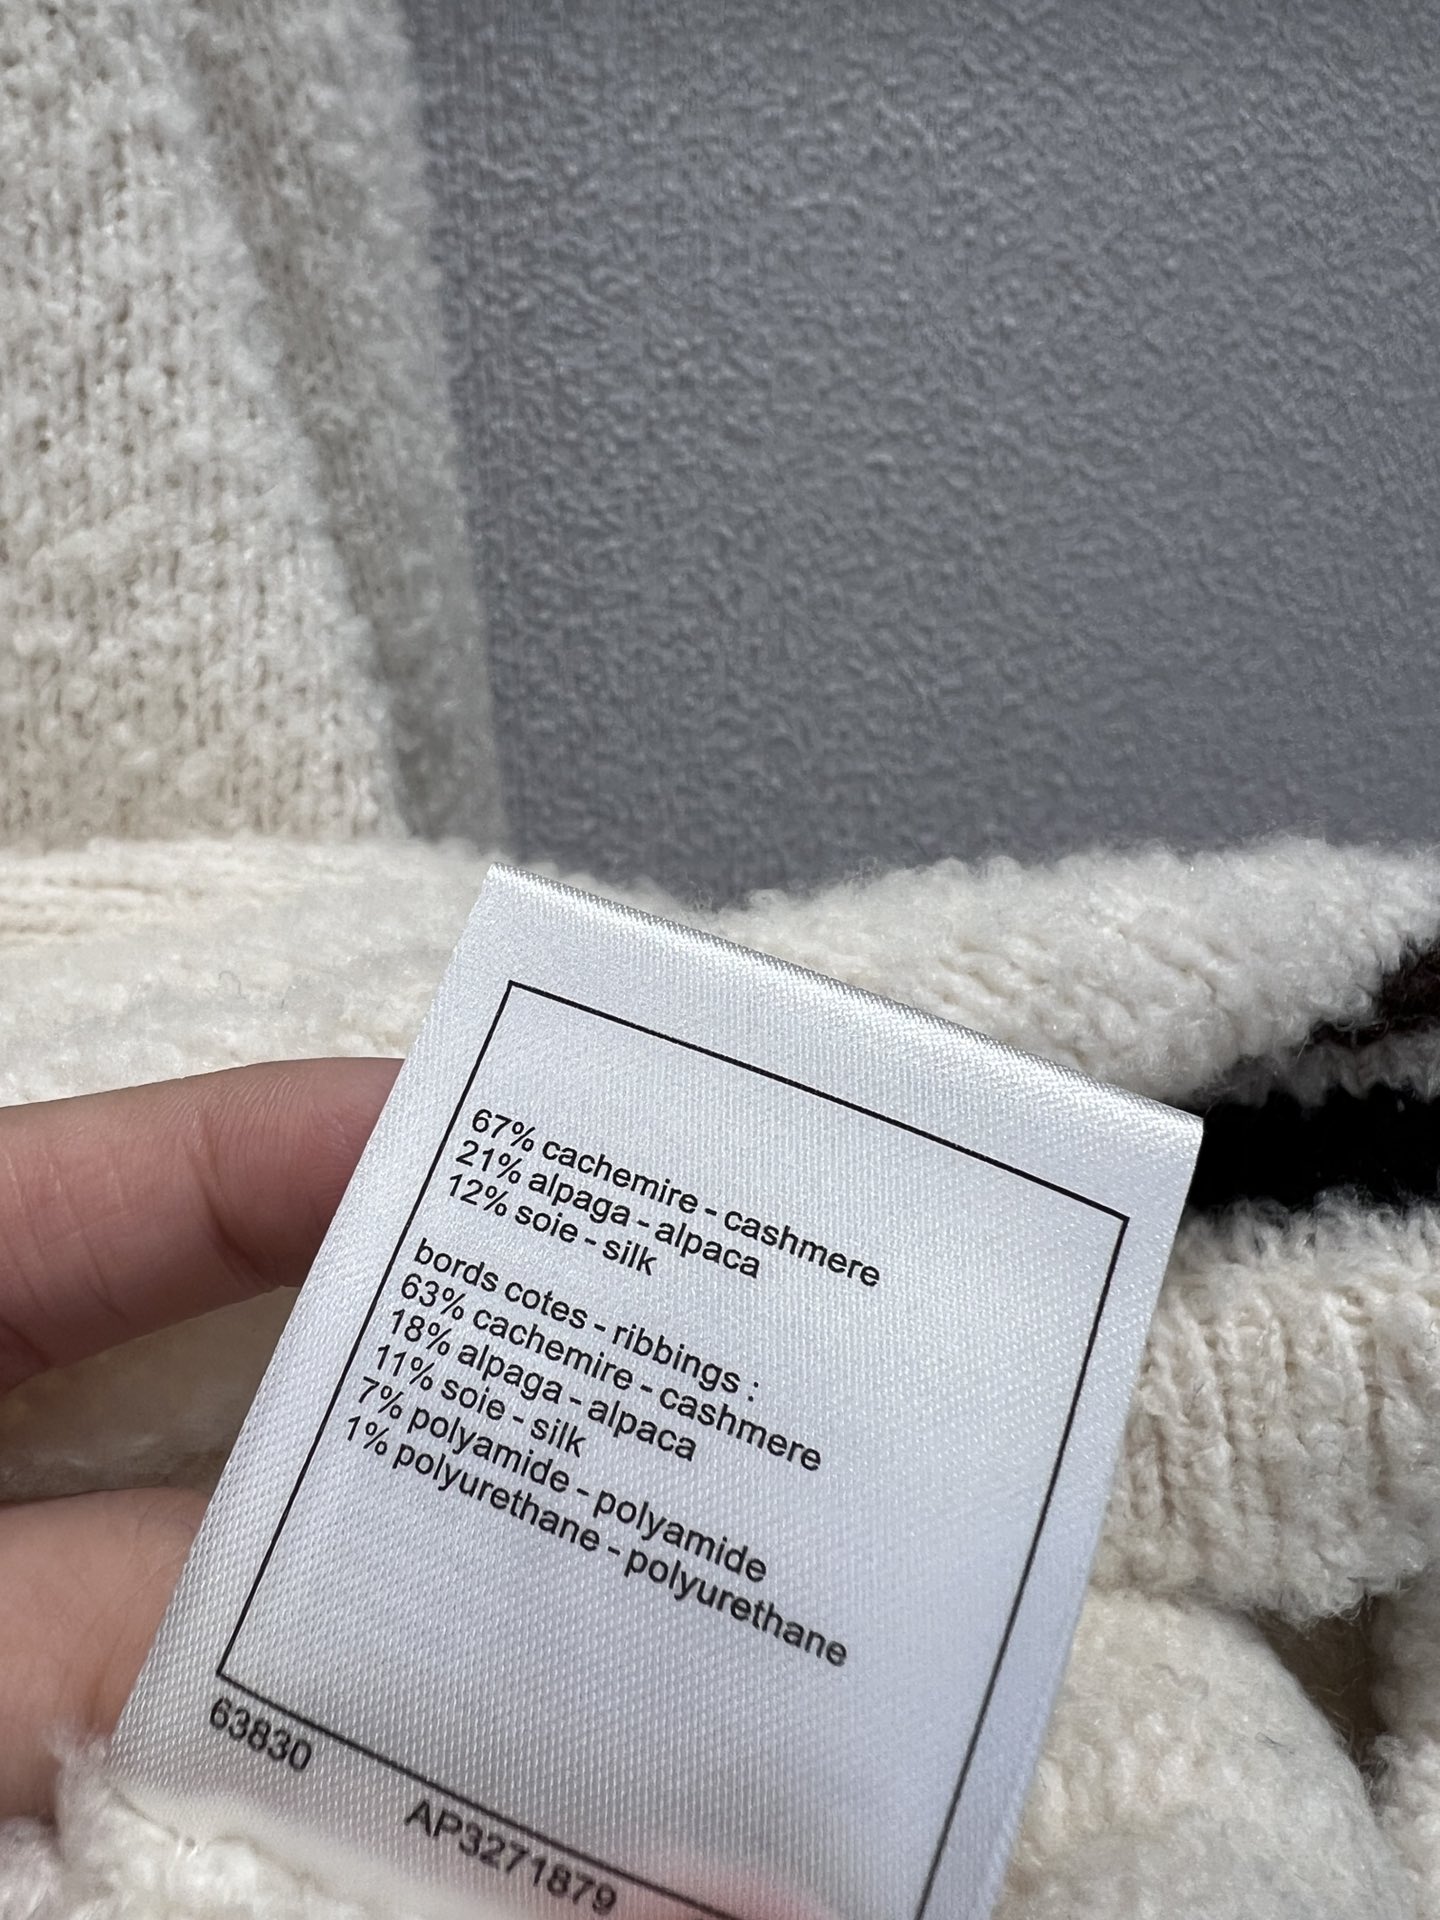 67% cachemire - cashmere
21% alpaga - alpaca
12% soie - silk
bords cotes - ribbings :
63% cachemire - cashmere
18% alpaga - alpaca
11% soie - silk
7% polyamide - polyamide
1% polyurethane - polyurethane
63830
AP3271879